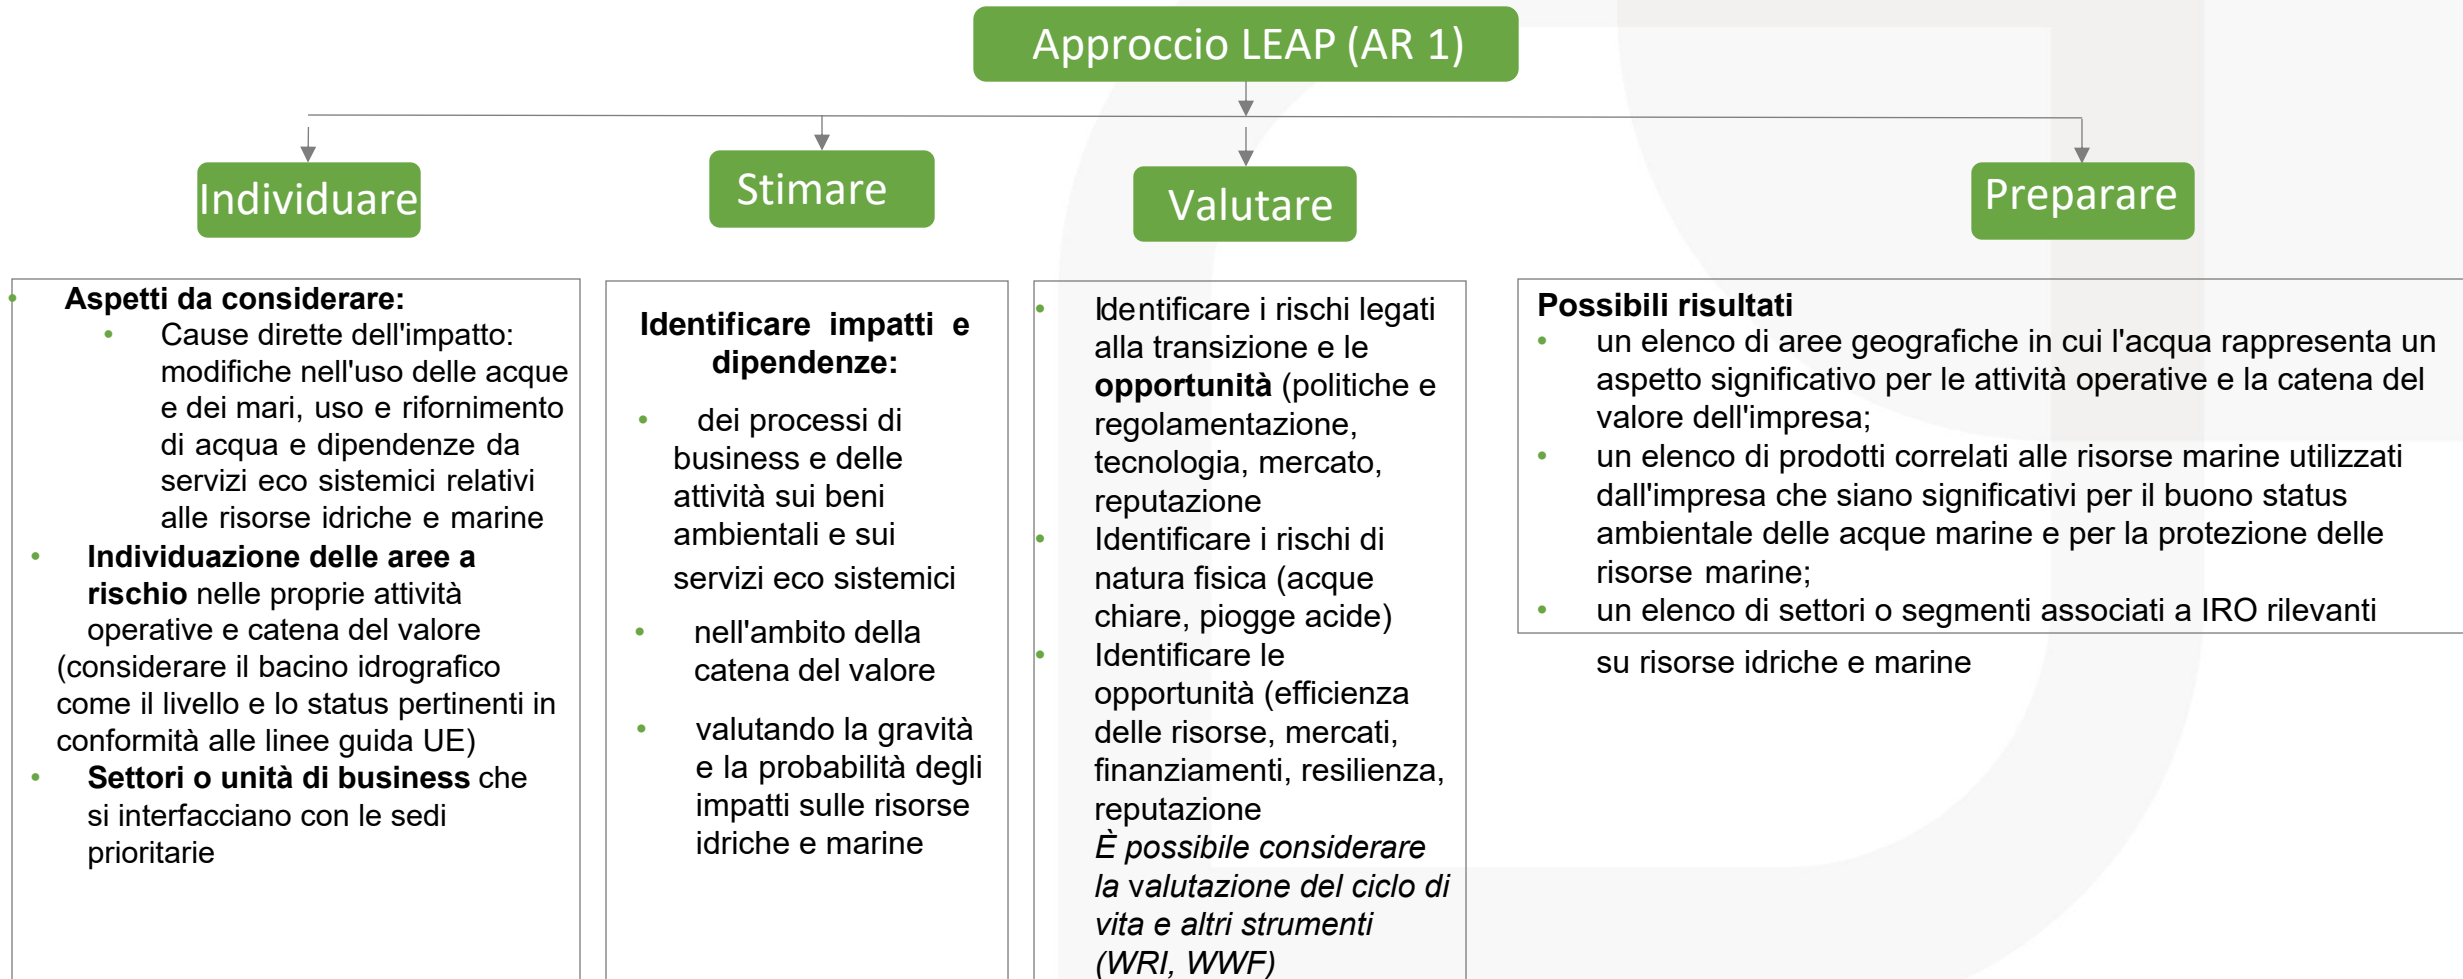 Approccio LEAP (AR 1)
Individuare
Stimare
Valutare
Preparare
• Aspetti da considerare:
• Cause dirette dell'impatto:
modifiche nell'uso delle acque
e dei mari, uso e rifornimento
di acqua e dipendenze da
servizi eco sistemici relativi
alle risorse idriche e marine
• Individuazione delle aree a
rischio nelle proprie attività
operative e catena del valore
(considerare il bacino idrografico
come il livello e lo status pertinenti in
conformità alle linee guida UE)
• Settori o unità di business che
si interfacciano con le sedi
prioritarie
Identificare impatti e
dipendenze:
• dei processi di
business e delle
attività sui beni
ambientali e sui
servizi eco sistemici
• nell'ambito della
catena del valore
• valutando la gravità
e la probabilità degli
impatti sulle risorse
idriche e marine
• Identificare i rischi legati
alla transizione e le
opportunità (politiche e
regolamentazione,
tecnologia, mercato,
reputazione
• Identificare i rischi di
natura fisica (acque
chiare, piogge acide)
• Identificare le
opportunità (efficienza
delle risorse, mercati,
finanziamenti, resilienza,
reputazione
È possibile considerare
la valutazione del ciclo di
vita e altri strumenti
(WRI, WWF)
Possibili risultati
• un elenco di aree geografiche in cui l'acqua rappresenta un
aspetto significativo per le attività operative e la catena del
valore dell'impresa;
• un elenco di prodotti correlati alle risorse marine utilizzati
dall'impresa che siano significativi per il buono status
ambientale delle acque marine e per la protezione delle
risorse marine;
• un elenco di settori o segmenti associati a IRO rilevanti
su risorse idriche e marine